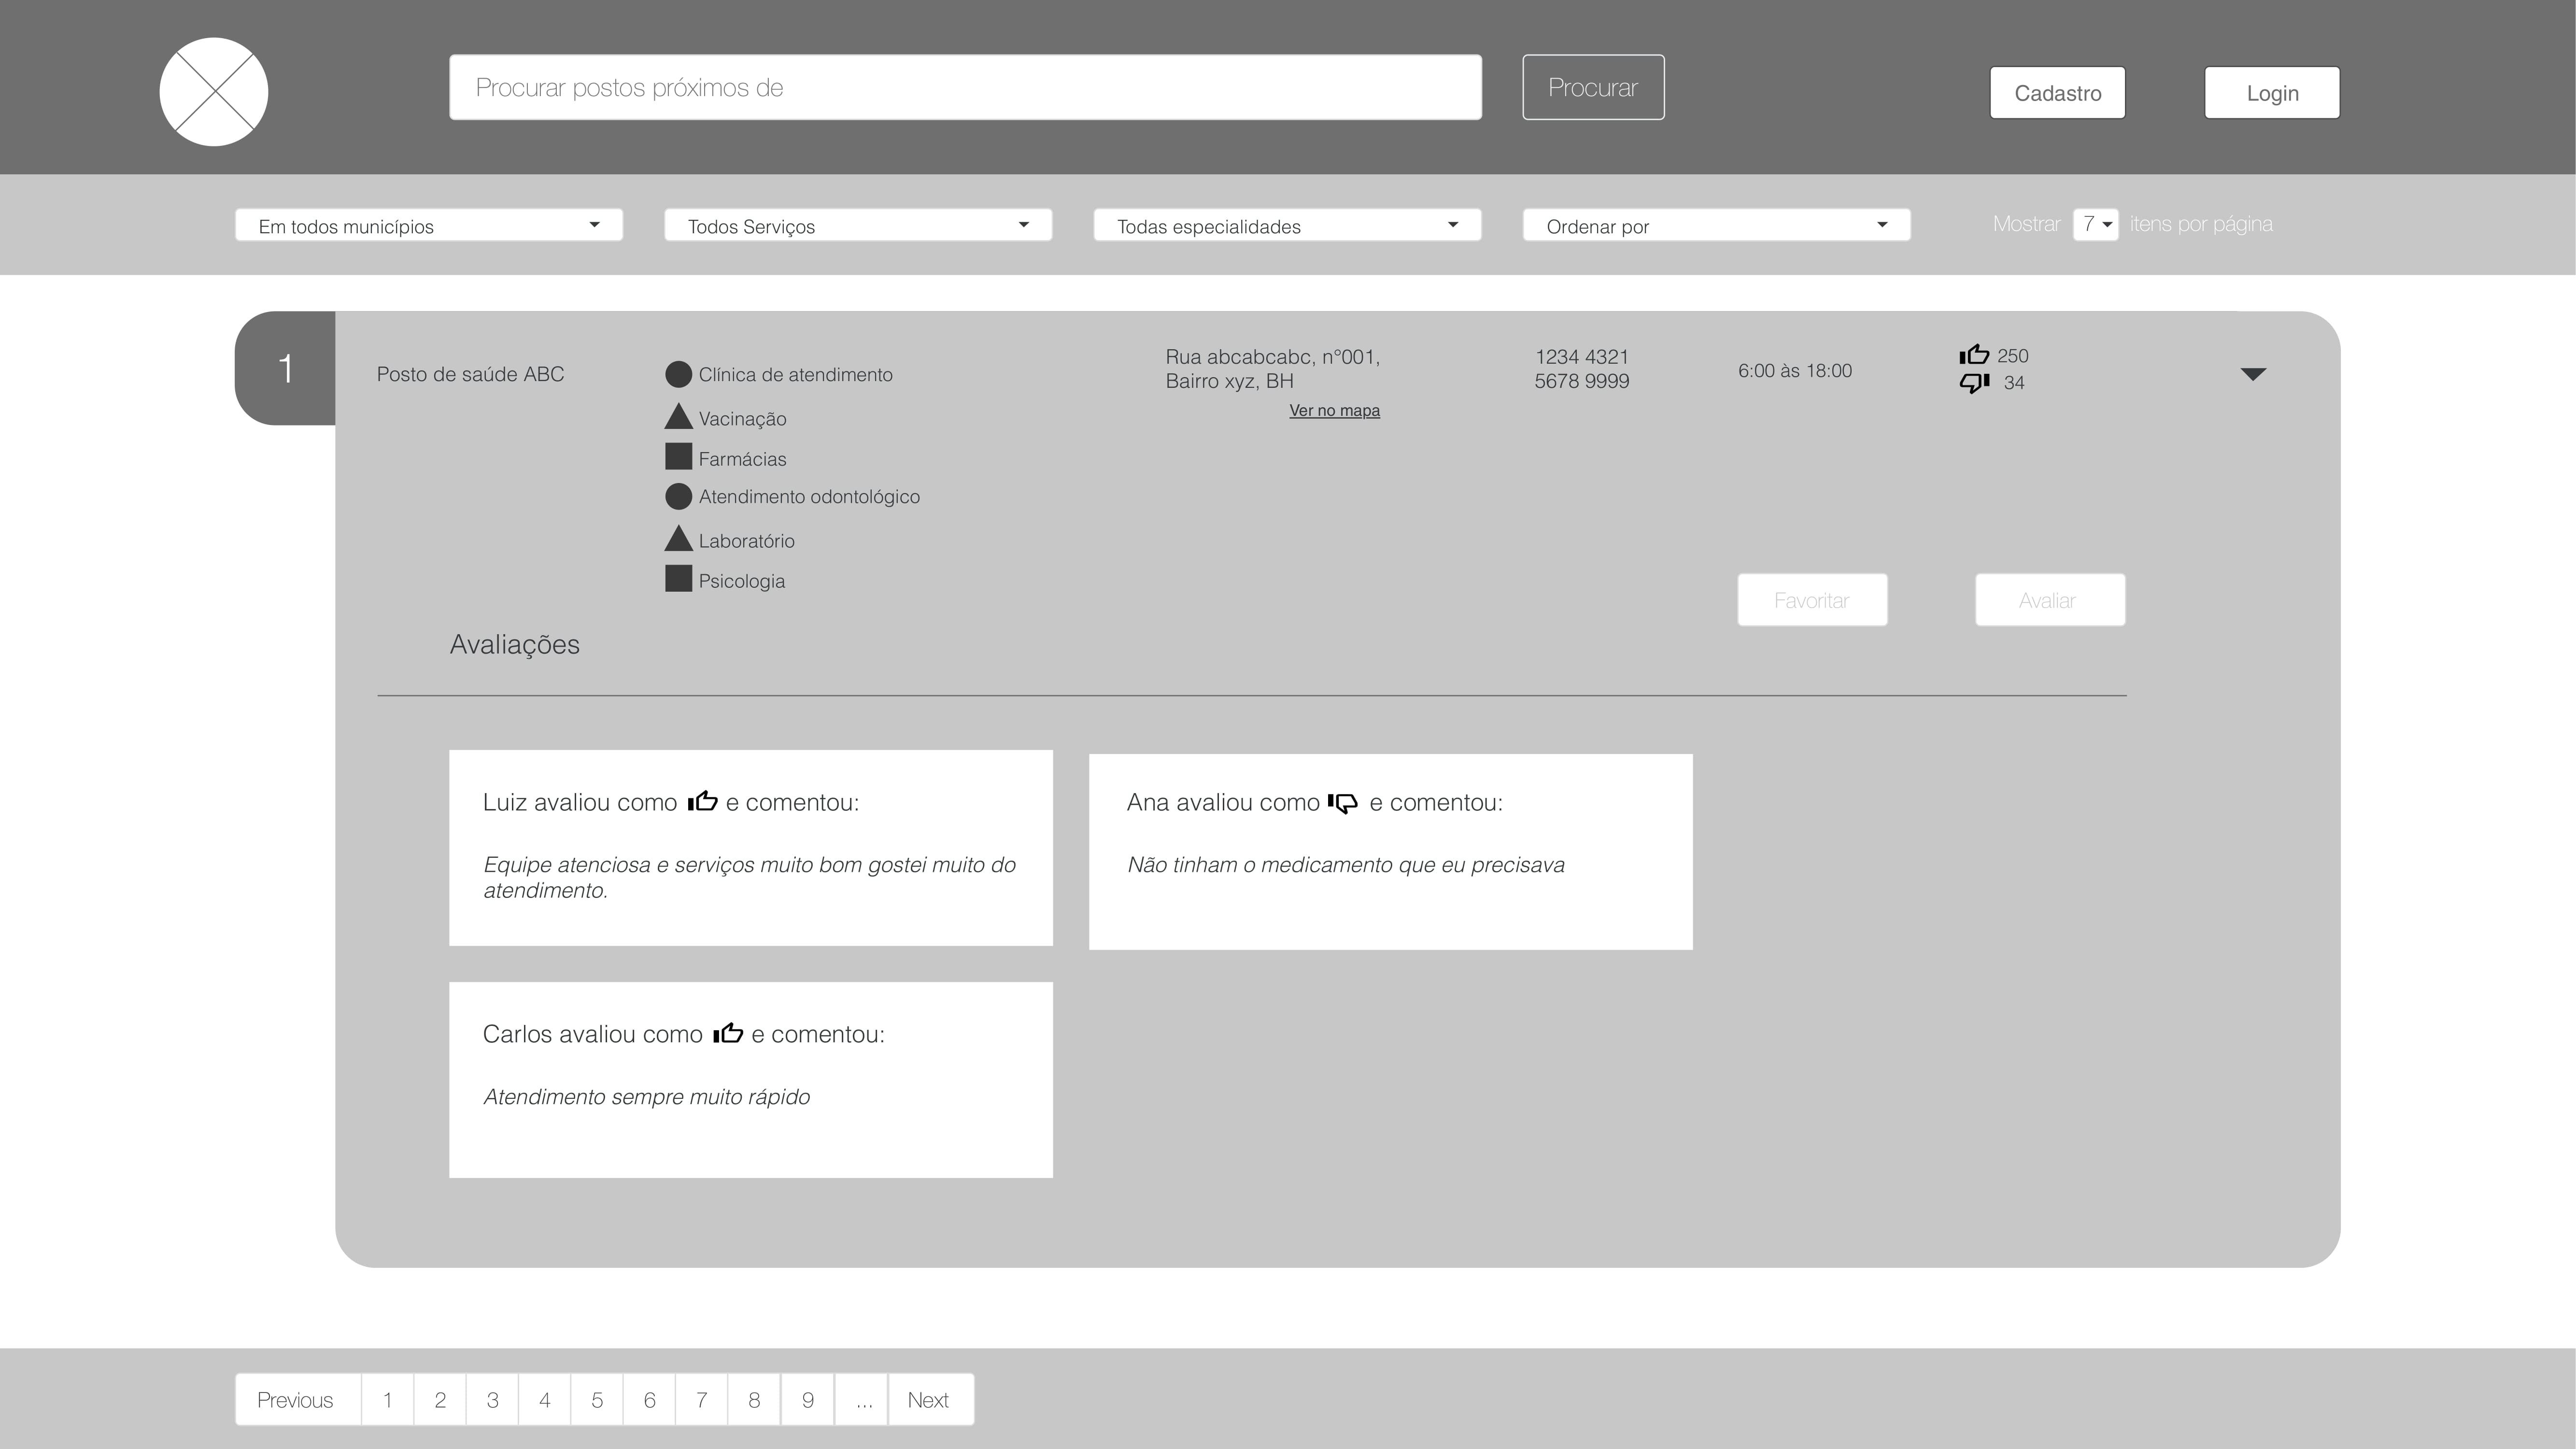 Procurar postos próximos de
Procurar
Cadastro
Login
Em todos municípios
Todos Serviços
Todas especialidades
Ordenar por
Mostrar 7 itens por página
1
Posto de saúde ABC
Clínica de atendimento
Vacinação
Farmácias
Atendimento odontológico
Laboratório
Psicologia
Rua abcabcabc, nº001,
Bairro xyz, BH
Ver no mapa
1234 4321
5678 9999
6:00 às 18:00
250
34
Favoritar
Avaliar
Avaliações
Luiz avaliou como e comentou:
Equipe atenciosa e serviços muito bom gostei muito do
atendimento.
Ana avaliou como e comentou:
Não tinham o medicamento que eu precisava
Carlos avaliou como e comentou:
Atendimento sempre muito rápido
Previous 1 2 3 4 5 6 7 8 9 ... Next